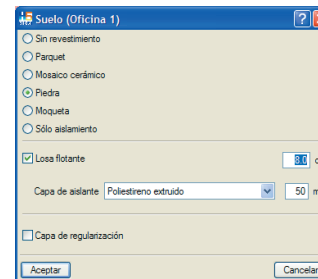 Suelo (Oficina 1)
Sin revestimiento
Parquet
Mosaico cerámico
Piedra
Moqueta
Sólo aislamiento
Losa flotante 8.0 c
Capa de aislante Poliestireno extruido 50 m
Capa de regularización
Aceptar Cancelar